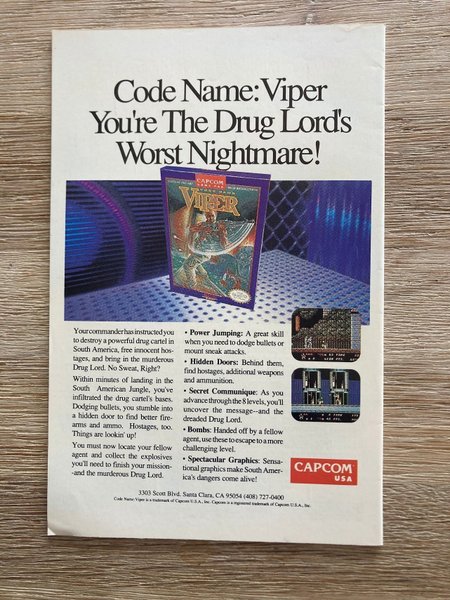 Code Name: Viper
You're The Drug Lord's
Worst Nightmare!
CAPCOM
VIPER
Your commander has instructed you
to destroy a powerful drug cartel in
South America, free innocent hos-
tages, and bring in the murderous
Drug Lord. No Sweat, Right?
Within minutes of landing in the
South American Jungle, you've
infiltrated the drug cartel's bases.
Dodging bullets, you stumble into
a hidden door to find better fire-
arms and ammo. Hostages, too.
Things are looking up!
You must now locate your fellow
agent and collect the explosives
you'll need to finish your mission-
-and the murderous Drug Lord.
• Power Jumping: A great skill
when you need to dodge bullets or
mount sneak attacks.
• Hidden Doors: Behind them,
find hostages, additional weapons
and ammunition.
• Secret Communique: As you
advance through the 8 levels, you'll
uncover the message--and the
dreaded Drug Lord.
• Bombs: Handed off by a fellow
agent, use these to escape to a more
challenging level.
• Spectacular Graphics: Sensa-
tional graphics make South Amer-
ica's dangers come alive!
CAPCOM
USA
3303 Scott Blvd. Santa Clara, CA 95054 (408) 727-0400
Code Name: Viper is a trademark of Capcom U.S.A., Inc. Capcom is a registered trademark of Capcom U.S.A., Inc.